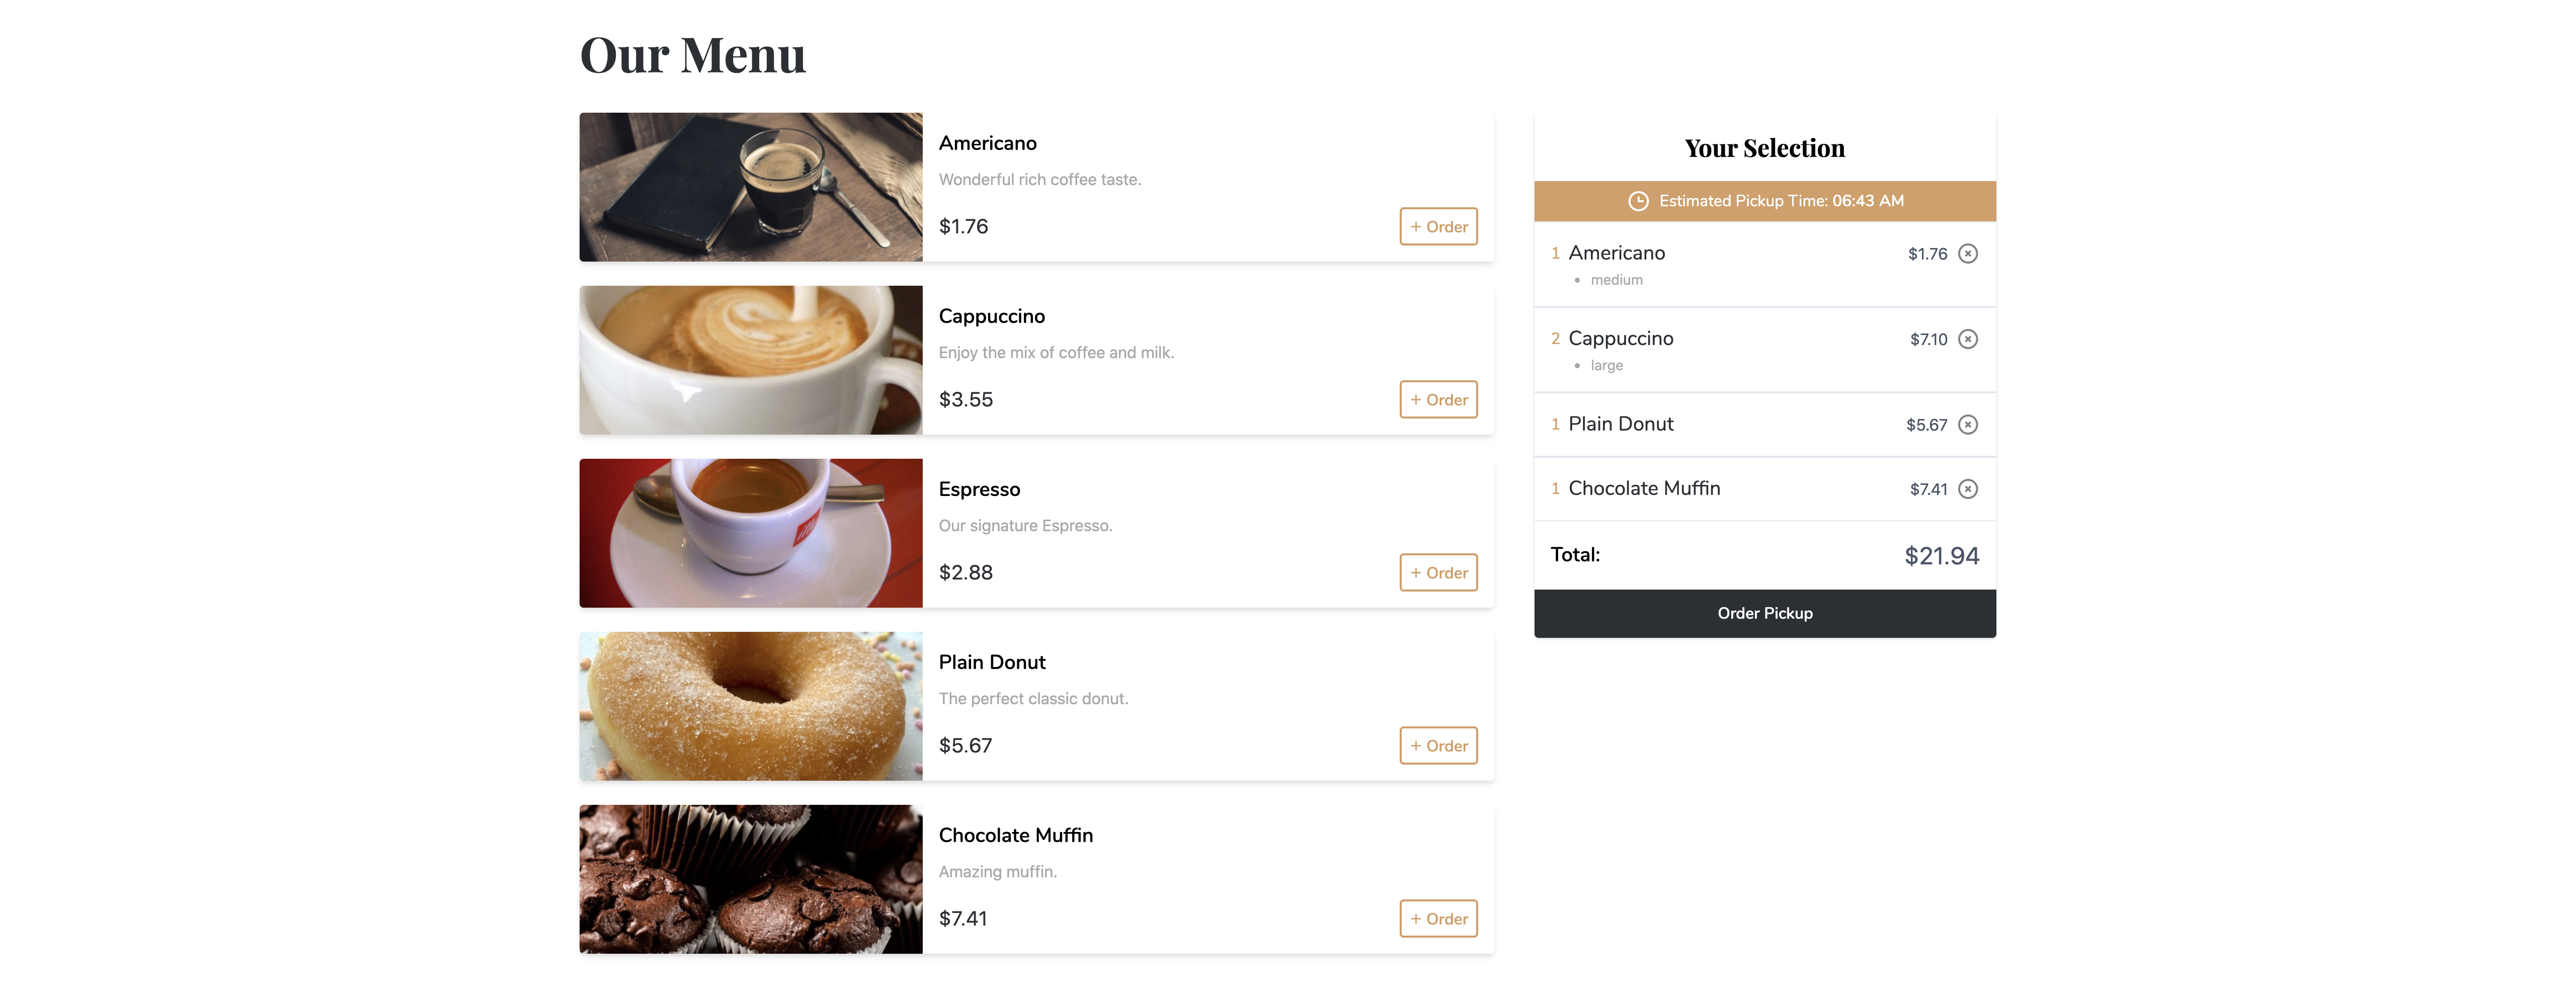 Our Menu
Americano
Wonderful rich coffee taste.
$1.76
+ Order
Cappuccino
Enjoy the mix of coffee and milk.
$3.55
+ Order
Espresso
Our signature Espresso.
$2.88
+ Order
Plain Donut
The perfect classic donut.
$5.67
+ Order
Chocolate Muffin
Amazing muffin.
$7.41
+ Order
Your Selection
Estimated Pickup Time: 06:43 AM
1 Americano $1.76
• medium
2 Cappuccino $7.10
• large
1 Plain Donut $5.67
1 Chocolate Muffin $7.41
Total: $21.94
Order Pickup